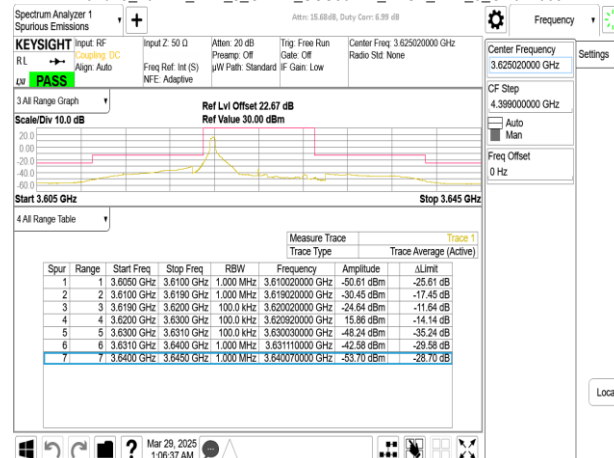 Spectrum Analyzer 1
Spurious Emissions
Attn: 15.68dB, Duty Corr: 6.99 dB
Frequency
Settings
KEYSIGHT
RL
PASS
Input: RF
Coupling: DC
Align: Auto
Input Z: 50 Ω
Freq Ref: Int (S)
NFE: Adaptive
Atten: 20 dB
Preamp: Off
µW Path: Standard
Trig: Free Run
Gate: Off
IF Gain: Low
Center Freq: 3.625020000 GHz
Radio Std: None
Center Frequency
3.625020000 GHz
CF Step
4.399000000 GHz
Auto
Man
Freq Offset
0 Hz
3 All Range Graph
Scale/Div 10.0 dB
Ref Lvl Offset 22.67 dB
Ref Value 30.00 dBm
20.0
0.00
-20.0
-40.0
-60.0
Start 3.605 GHz
Stop 3.645 GHz
4 All Range Table
Measure Trace Trace 1
Trace Type Trace Average (Active)
Spur Range Start Freq Stop Freq RBW Frequency Amplitude ∆Limit
1 1 3.6050 GHz 3.6100 GHz 1.000 MHz 3.610020000 GHz -50.61 dBm -25.61 dB
2 2 3.6100 GHz 3.6190 GHz 1.000 MHz 3.619020000 GHz -30.45 dBm -17.45 dB
3 3 3.6190 GHz 3.6200 GHz 100.0 kHz 3.620020000 GHz -24.64 dBm -11.64 dB
4 4 3.6200 GHz 3.6300 GHz 100.0 kHz 3.620920000 GHz 15.86 dBm -14.14 dB
5 5 3.6300 GHz 3.6310 GHz 100.0 kHz 3.630030000 GHz -48.24 dBm -35.24 dB
6 6 3.6310 GHz 3.6400 GHz 1.000 MHz 3.631110000 GHz -42.58 dBm -29.58 dB
7 7 3.6400 GHz 3.6450 GHz 1.000 MHz 3.640070000 GHz -53.70 dBm -28.70 dB
Loca
Mar 29, 2025
1:06:37 AM